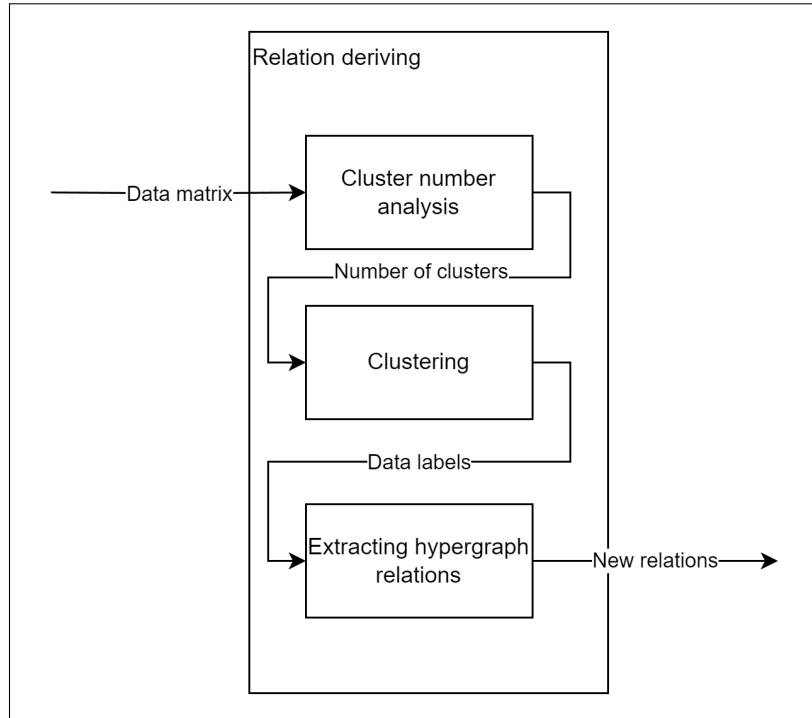 Relation deriving
Cluster number
analysis
Data matrix
Number of clusters
Clustering
Data labels
Extracting hypergraph
relations
New relations